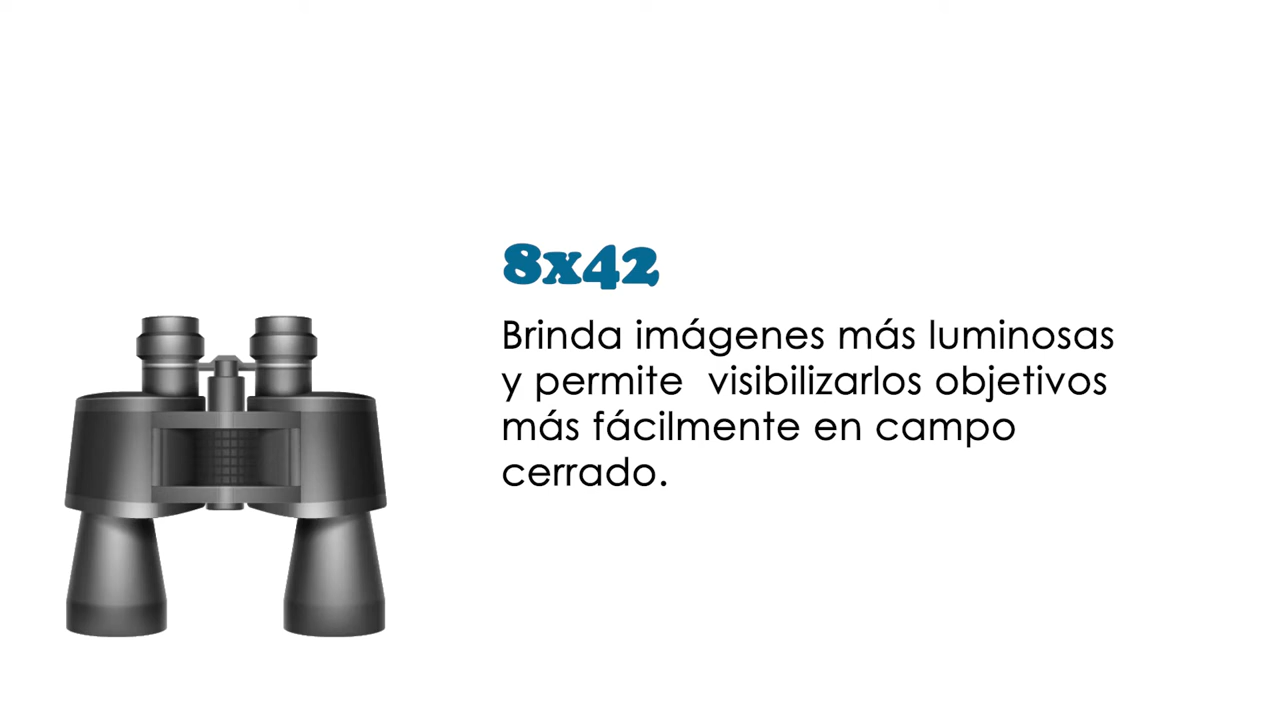 8x42
Brinda imágenes más luminosas
y permite  visibilizarlos objetivos
más fácilmente en campo
cerrado.